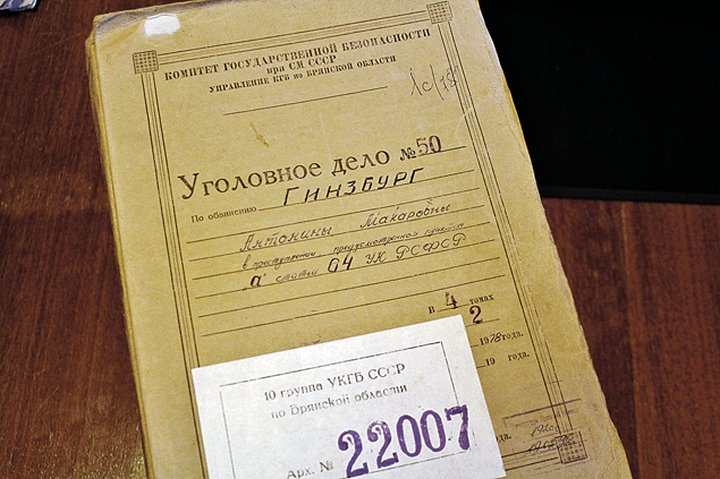 КОМИТЕТ ГОСУДАРСТВЕННОЙ БЕЗОПАСНОСТИ
при СМ СССР
УПРАВЛЕНИЕ КГБ по БРЯНСКОЙ ОБЛАСТИ
Уголовное дело №50
По обвинению ГИНЗБУРГ
Антонины Макаровны
в преступлении предусмотренном пунктом
"а" статьи 64 УК РСФСР
В 4 томах
2
1978 года.
19 года.
10 группа УКГБ СССР
по Брянской области
Арх. № 22007
ода.